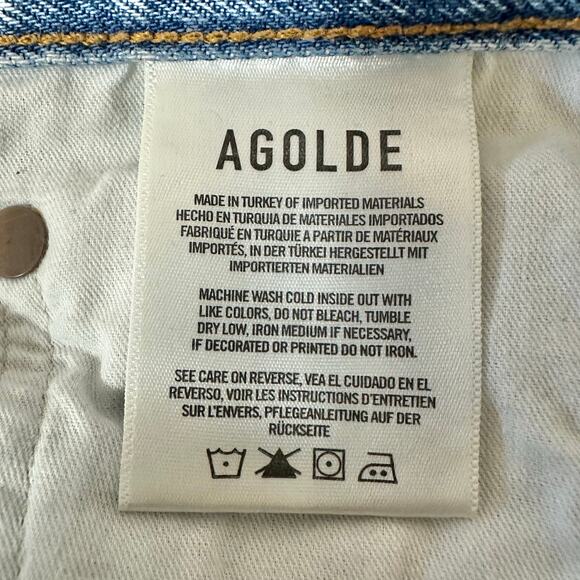 AGOLDE
MADE IN TURKEY OF IMPORTED MATERIALS
HECHO EN TURQUIA DE MATERIALES IMPORTADOS
FABRIQUÉ EN TURQUIE A PARTIR DE MATÉRIAUX
IMPORTÉS, IN DER TÜRKEI HERGESTELLT MIT
IMPORTIERTEN MATERIALIEN
MACHINE WASH COLD INSIDE OUT WITH
LIKE COLORS, DO NOT BLEACH, TUMBLE
DRY LOW, IRON MEDIUM IF NECESSARY,
IF DECORATED OR PRINTED DO NOT IRON.
SEE CARE ON REVERSE, VEA EL CUIDADO EN EL
REVERSO, VOIR LES INSTRUCTIONS D'ENTRETIEN
SUR L'ENVERS, PFLEGEANLEITUNG AUF DER
RÜCKSEITE